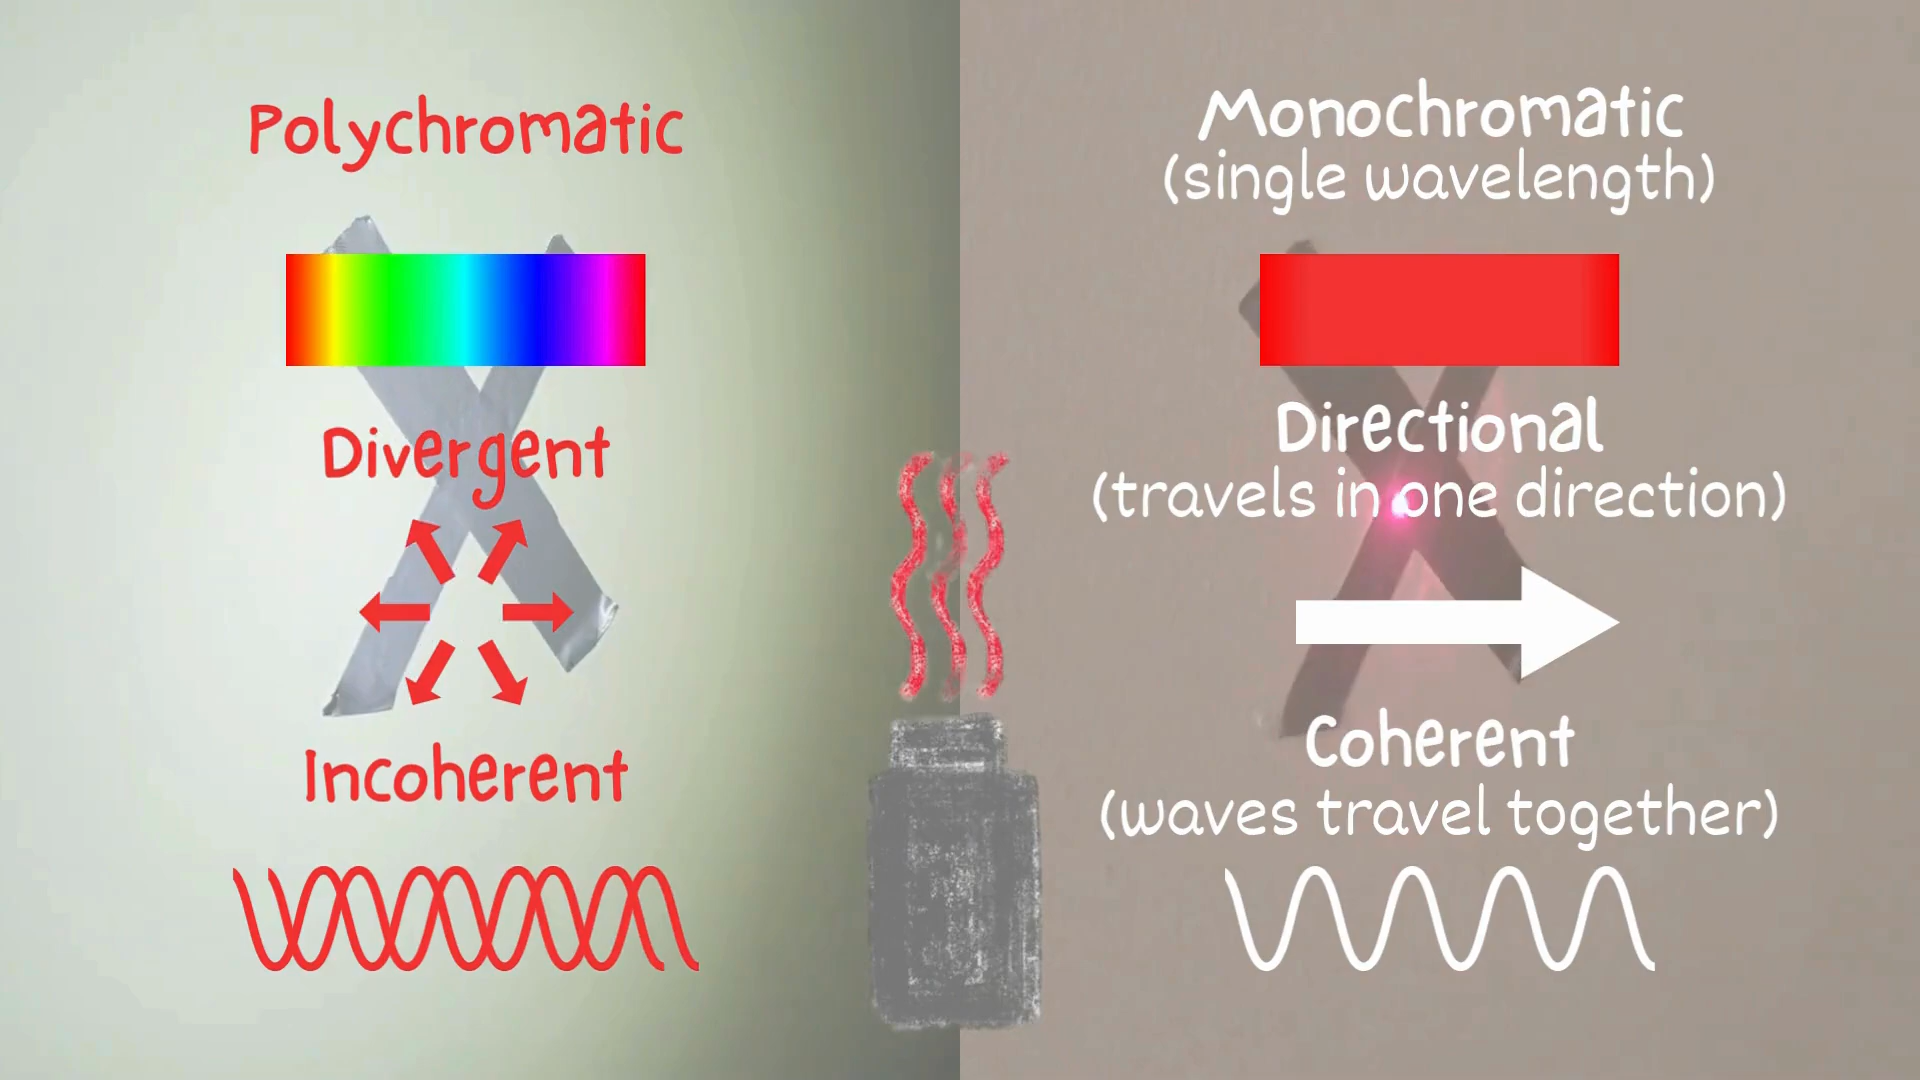 Polychromatic
Divergent
Incoherent
Monochromatic
(single wavelength)
Directional
(travels in one direction)
Coherent
(waves travel together)